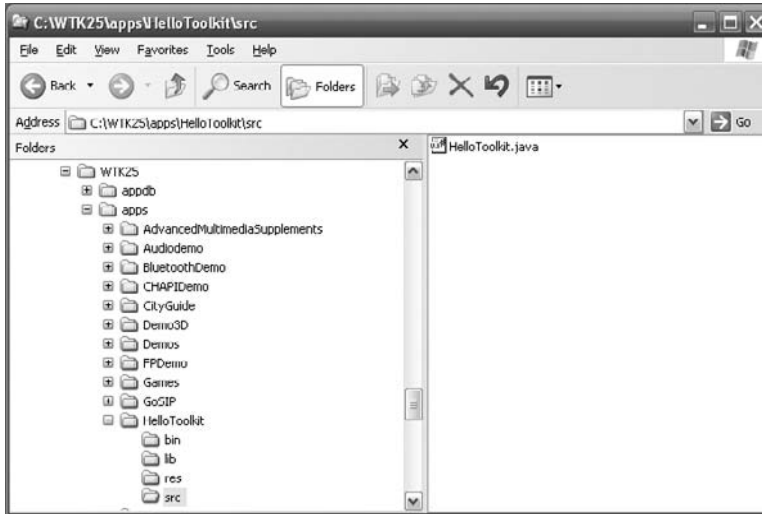 C:\WTK25\apps\HelloToolkit\src
File Edit View Favorites Tools Help
Back Search Folders
Address C:\WTK25\apps\HelloToolkit\src Go
Folders X
HelloToolkit.java
WTK25
appdb
apps
AdvancedMultimediaSupplements
Audiodemo
BluetoothDemo
CHAPIDemo
CityGuide
Demo3D
Demos
FPDemo
Games
GoSIP
HelloToolkit
bin
lib
res
src